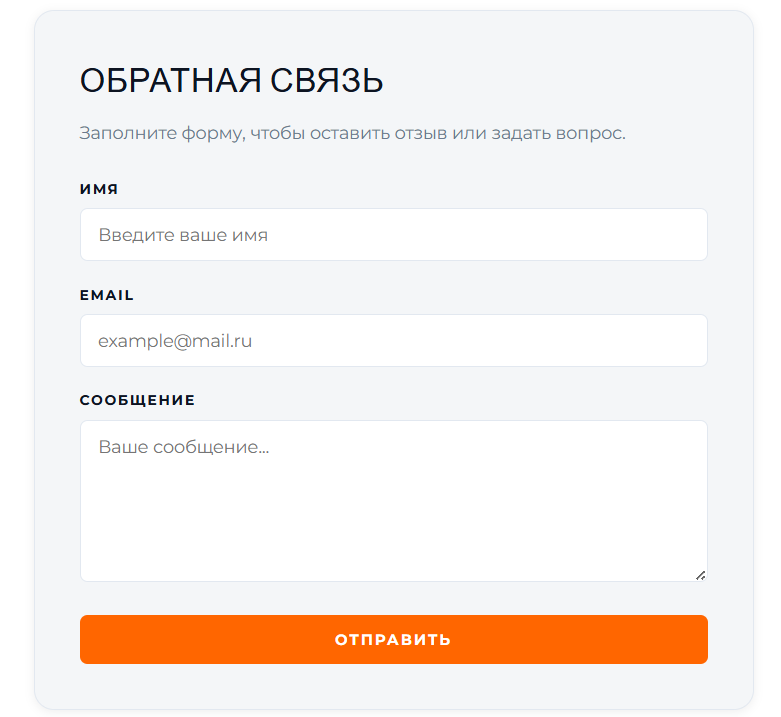 ОБРАТНАЯ СВЯЗЬ
Заполните форму, чтобы оставить отзыв или задать вопрос.
ИМЯ
Введите ваше имя
EMAIL
example@mail.ru
СООБЩЕНИЕ
Ваше сообщение...
ОТПРАВИТЬ